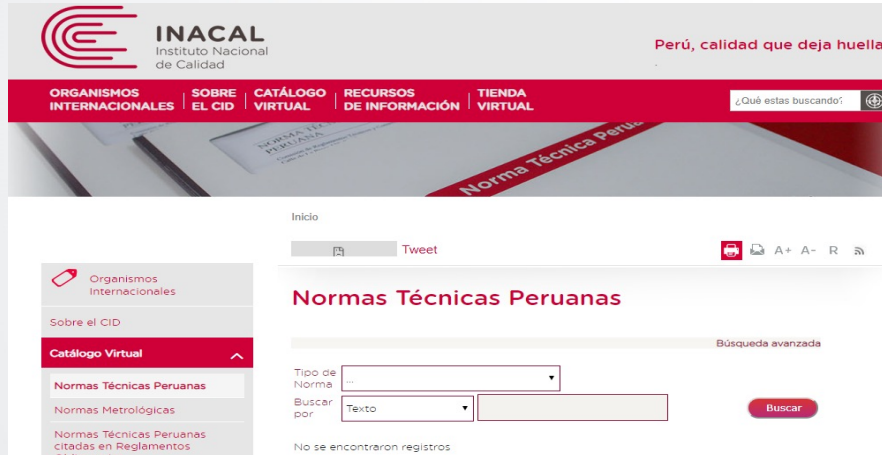 INACAL
Instituto Nacional
de Calidad
Perú, calidad que deja huella
ORGANISMOS
INTERNACIONALES
SOBRE
EL CID
CATÁLOGO
VIRTUAL
RECURSOS
DE INFORMACIÓN
TIENDA
VIRTUAL
¿Qué estas buscando?
NORMA TÉCNICA
PERUANA
Norma Técnica Peruana
Inicio
Tweet
A+ A- R
Organismos
Internacionales
Sobre el CID
Catálogo Virtual
Normas Técnicas Peruanas
Normas Metrológicas
Normas Técnicas Peruanas
citadas en Reglamentos
Normas Técnicas Peruanas
Búsqueda avanzada
Tipo de
Norma
...
Buscar
por
Texto
Buscar
No se encontraron registros